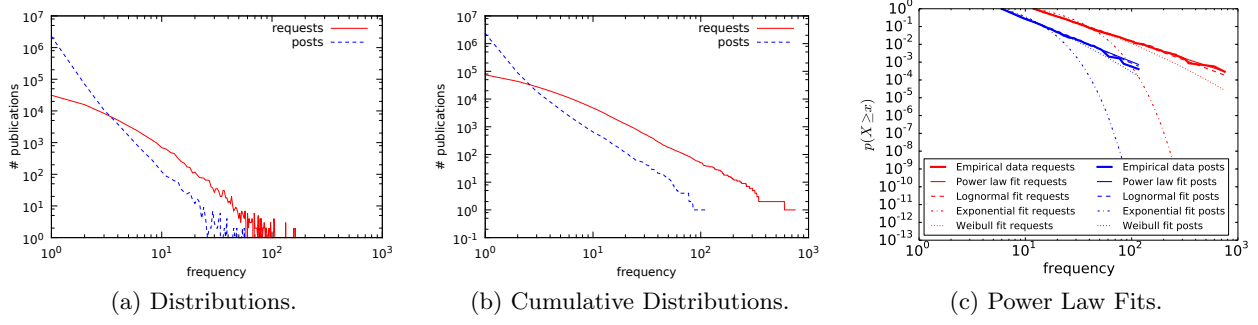 requests
posts
10^6
10^5
10^4
10^3
10^2
10^1
10^0
# publications
10^0
10^1
10^2
10^3
frequency
(a) Distributions.
requests
posts
10^6
10^5
10^4
10^3
10^2
10^1
10^0
10^-1
# publications
10^0
10^1
10^2
10^3
frequency
(b) Cumulative Distributions.
10^0
10^-1
10^-2
10^-3
10^-4
10^-5
10^-6
10^-7
10^-8
10^-9
10^-10
10^-11
10^-12
10^-13
p(X ≥ x)
Empirical data requests
Power law fit requests
Lognormal fit requests
Exponential fit requests
Weibull fit requests
Empirical data posts
Power law fit posts
Lognormal fit posts
Exponential fit posts
Weibull fit posts
10^0
10^1
10^2
10^3
frequency
(c) Power Law Fits.